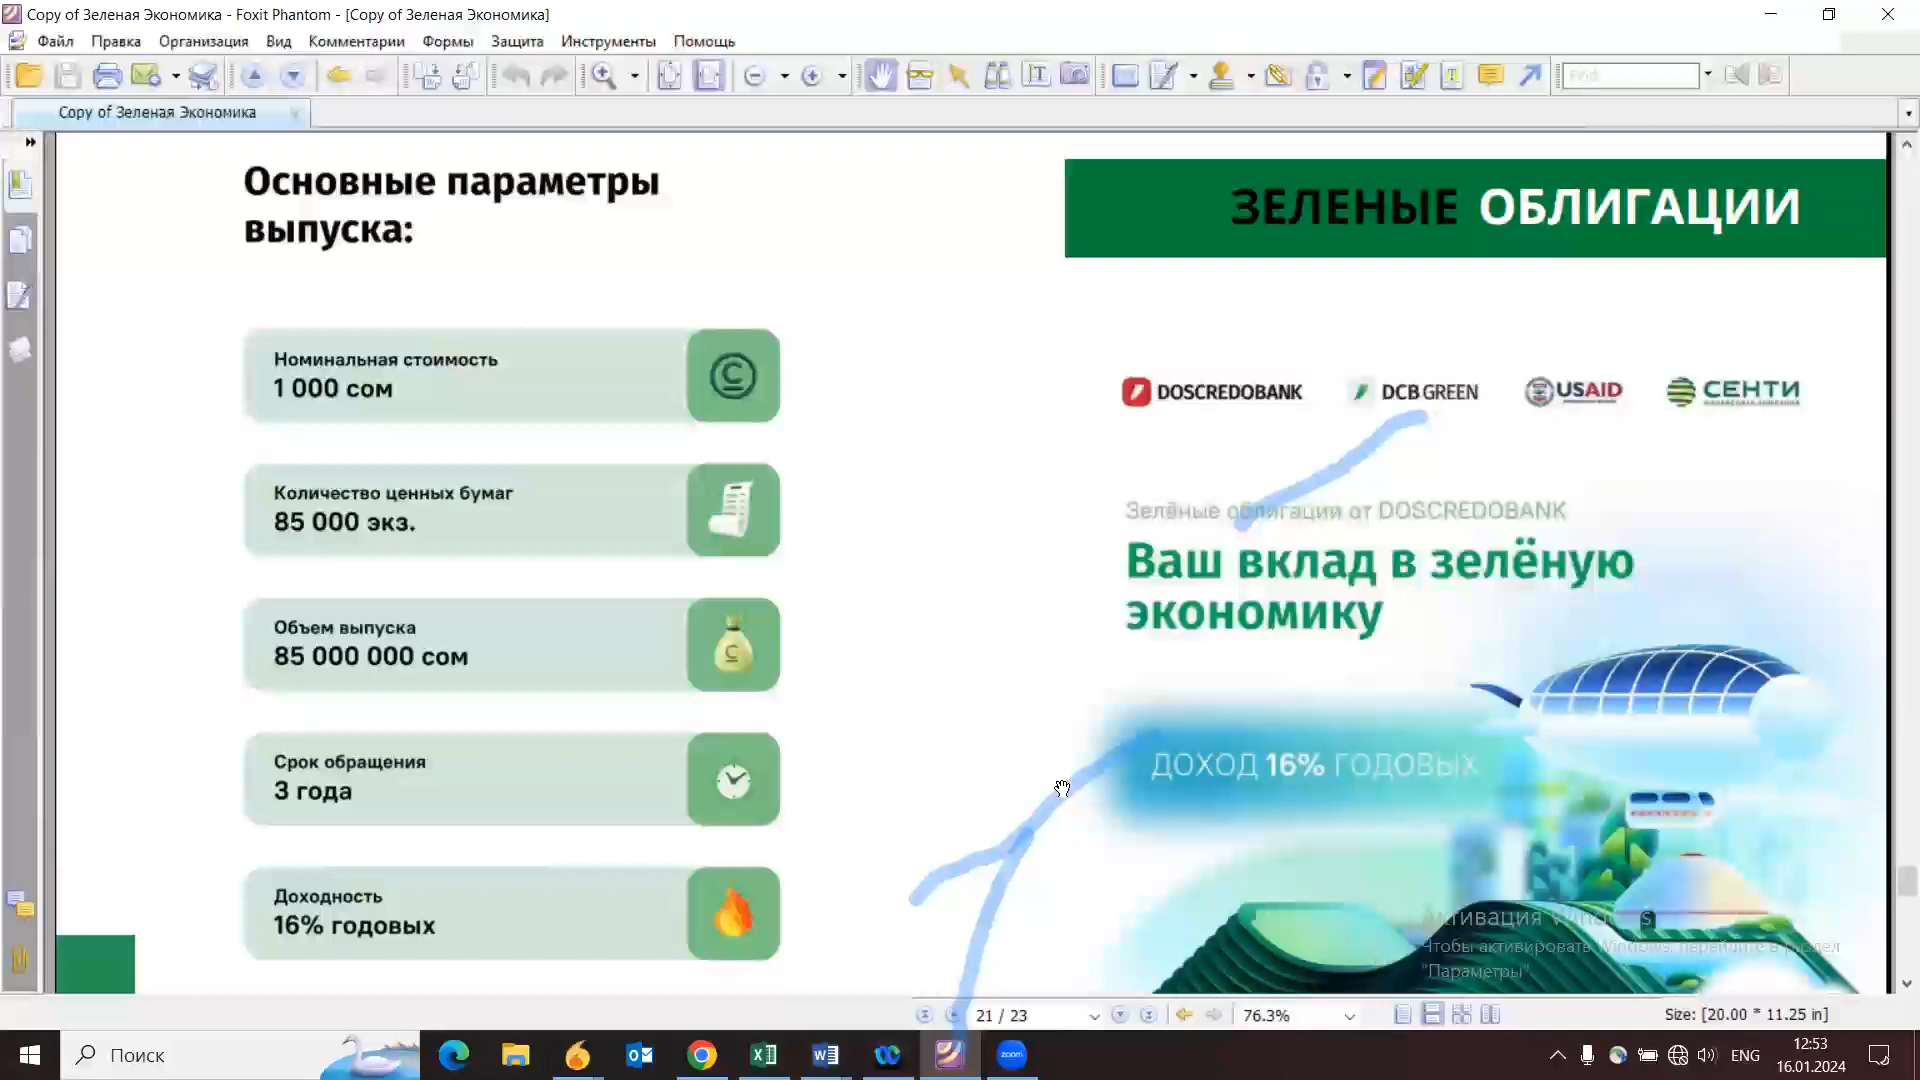 Copy of Зеленая Экономика - Foxit Phantom - [Copy of Зеленая Экономика]
Файл Правка Организация Вид Комментарии Формы Защита Инструменты Помощь
Find
Copy of Зеленая Экономика
Основные параметры
выпуска:
ЗЕЛЕНЫЕ ОБЛИГАЦИИ
Номинальная стоимость
1 000 сом
Количество ценных бумаг
85 000 экз.
Объем выпуска
85 000 000 сом
Срок обращения
3 года
Доходность
16% годовых
DOSCREDOBANK DCB GREEN USAID СЕНТИ
Зелёные облигации от DOSCREDOBANK
Ваш вклад в зелёную
экономику
ДОХОД 16% ГОДОВЫХ
Активация Windows
Чтобы активировать Windows, перейдите в раздел
"Параметры".
21 / 23
76.3%
Size: [20.00 * 11.25 in]
Поиск
zoom
ENG
12:53
16.01.2024